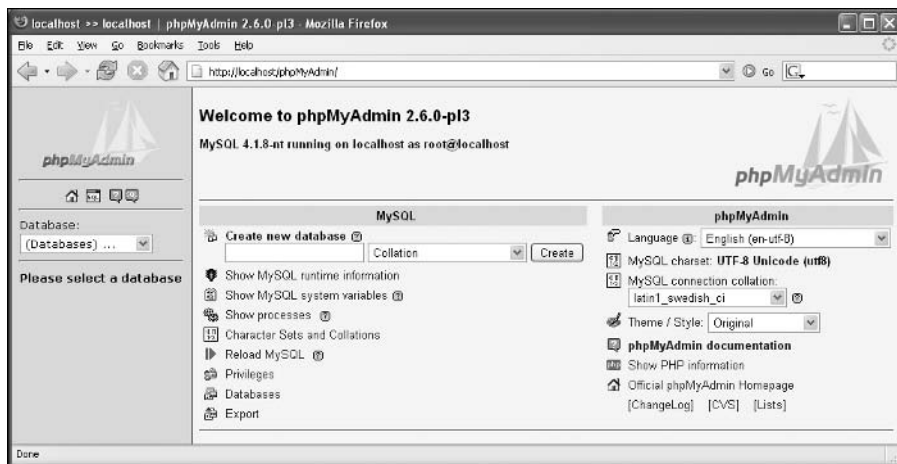 localhost >> localhost | phpMyAdmin 2.6.0-pl3 - Mozilla Firefox
File Edit View Go Bookmarks Tools Help
http://localhost/phpMyAdmin/
Go
G
phpMyAdmin
Database:
(Databases) ...
Please select a database
Welcome to phpMyAdmin 2.6.0-pl3
MySQL 4.1.8-nt running on localhost as root@localhost
phpMyAdmin
MySQL
Create new database
Collation Create
Show MySQL runtime information
Show MySQL system variables
Show processes
Character Sets and Collations
Reload MySQL
Privileges
Databases
Export
phpMyAdmin
Language : English (en-utf-8)
MySQL charset: UTF-8 Unicode (utf8)
MySQL connection collation:
latin1_swedish_ci
Theme / Style: Original
phpMyAdmin documentation
Show PHP information
Official phpMyAdmin Homepage
[ChangeLog] [CVS] [Lists]
Done